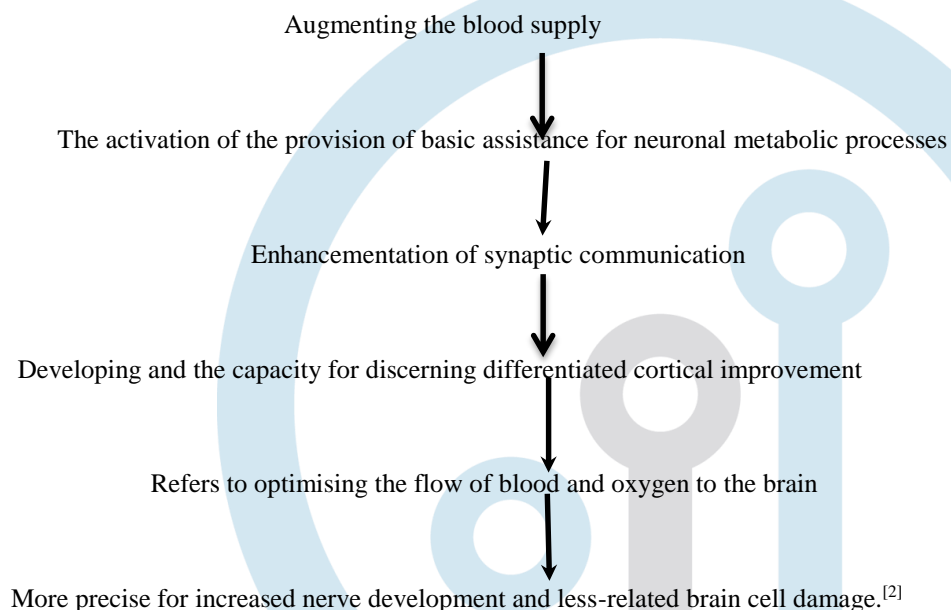 Augmenting the blood supply
The activation of the provision of basic assistance for neuronal metabolic processes
Enhancementation of synaptic communication
Developing and the capacity for discerning differentiated cortical improvement
Refers to optimising the flow of blood and oxygen to the brain
More precise for increased nerve development and less-related brain cell damage.[2]